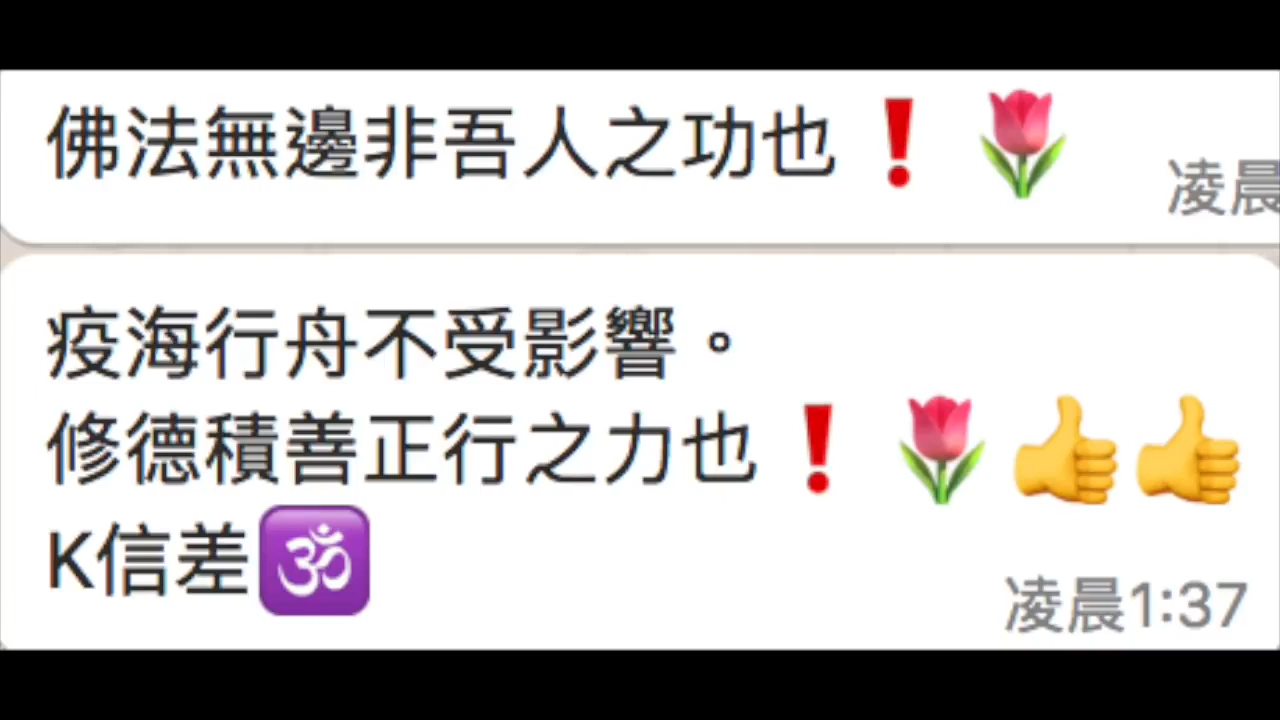 佛法無邊非吾人之功也❗🌷
凌晨
疫海行舟不受影響。
修德積善正行之力也❗🌷👍👍
K信差🕉
凌晨1:37